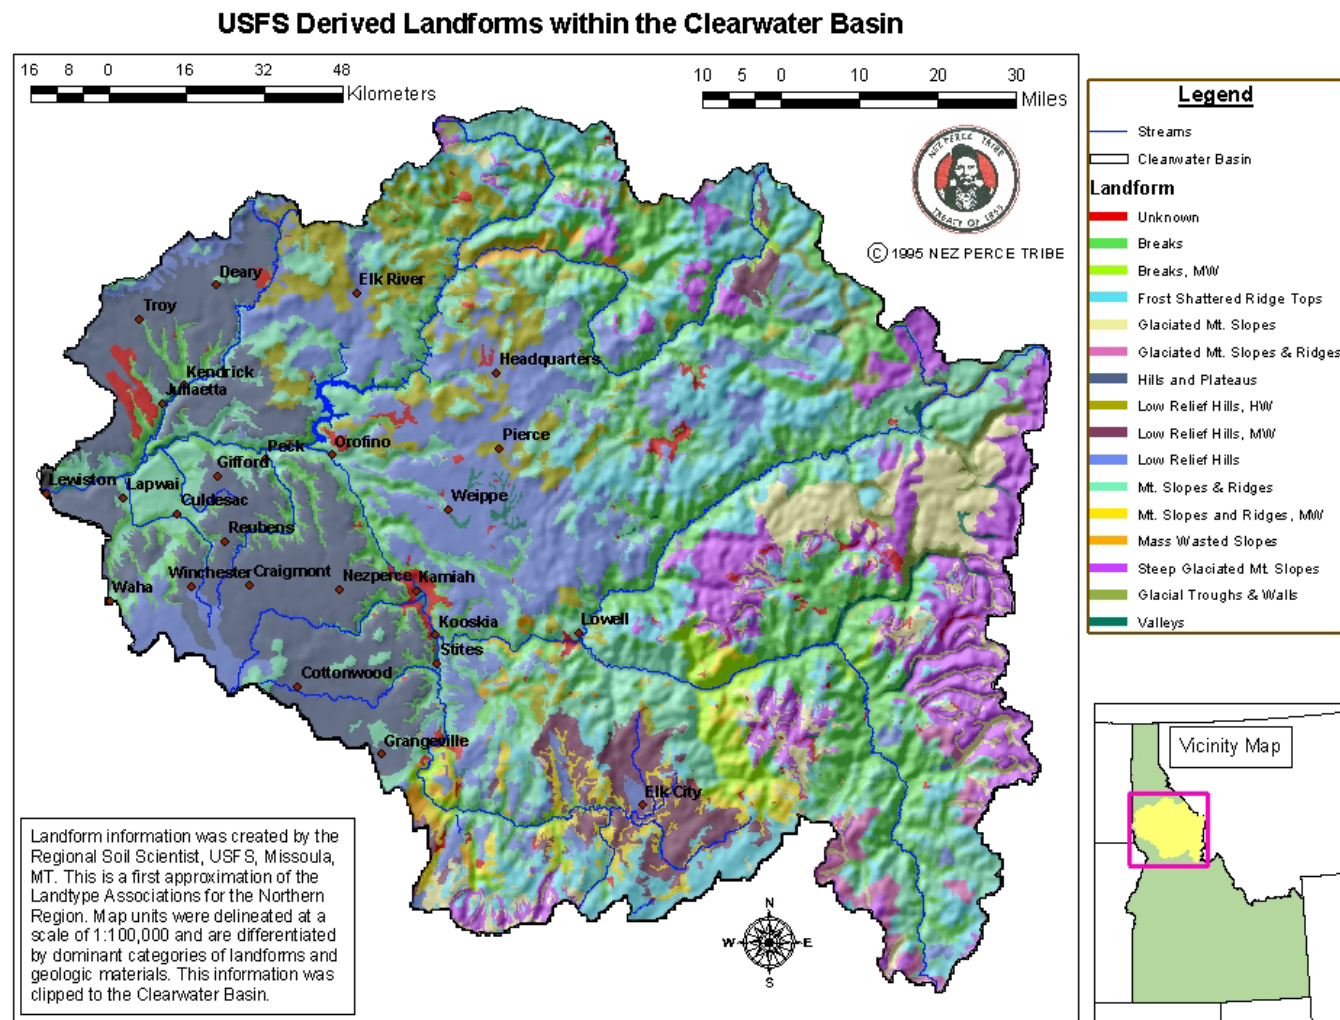 USFS Derived Landforms within the Clearwater Basin
16 8 0 16 32 48
Kilometers
10 5 0 10 20 30
Miles
NEZ PERCE TRIBE
TREATY OF 1855
© 1995 NEZ PERCE TRIBE
Deary
Elk River
Troy
Headquarters
Kendrick
Juliaetta
Pierce
Orofino
Peck
Gifford
Lewiston
Lapwai
Culdesac
Weippe
Reubens
Winchester
Craigmont
Nezperce
Kamiah
Waha
Kooskia
Lowell
Stites
Cottonwood
Grangeville
Elk City
Legend
Streams
Clearwater Basin
Landform
Unknown
Breaks
Breaks, MW
Frost Shattered Ridge Tops
Glaciated Mt. Slopes
Glaciated Mt. Slopes & Ridges
Hills and Plateaus
Low Relief Hills, HW
Low Relief Hills, MW
Low Relief Hills
Mt. Slopes & Ridges
Mt. Slopes and Ridges, MW
Mass Wasted Slopes
Steep Glaciated Mt. Slopes
Glacial Troughs & Walls
Valleys
Vicinity Map
Landform information was created by the
Regional Soil Scientist, USFS, Missoula,
MT. This is a first approximation of the
Landtype Associations for the Northern
Region. Map units were delineated at a
scale of 1:100,000 and are differentiated
by dominant categories of landforms and
geologic materials. This information was
clipped to the Clearwater Basin.
N
W E
S